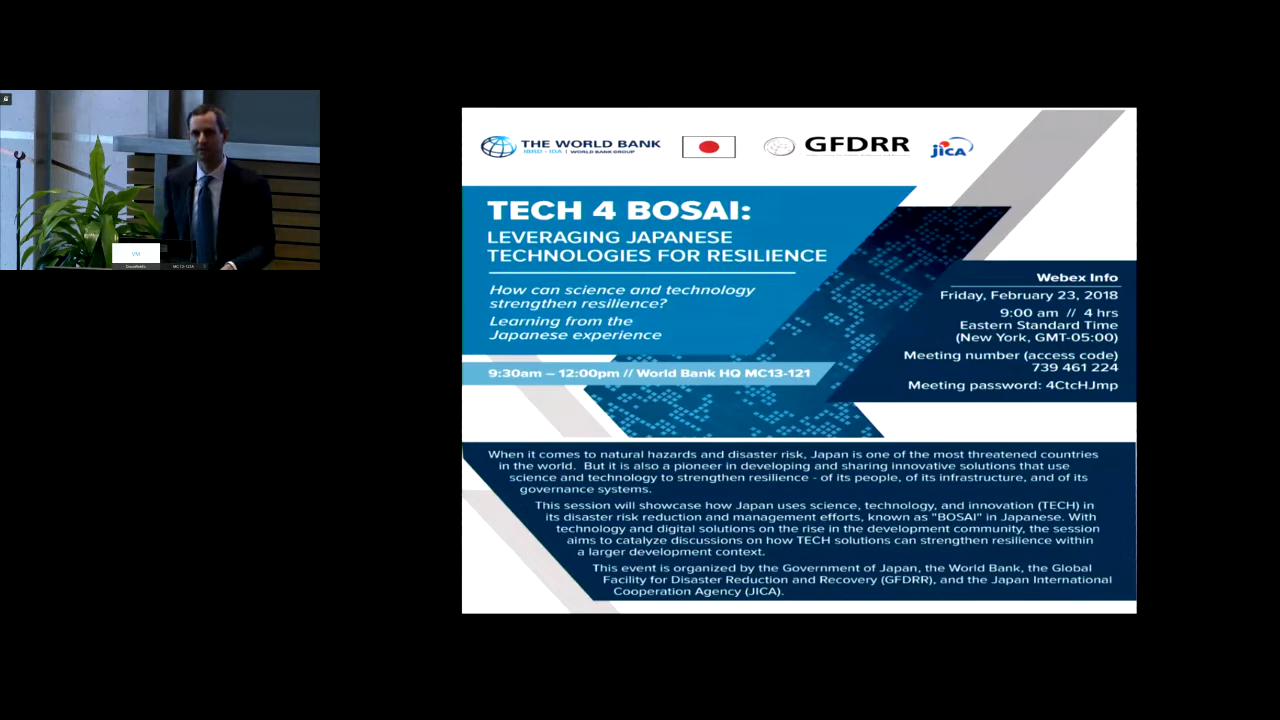 THE WORLD BANK
IBRD • IDA | WORLD BANK GROUP
GFDRR
jica
TECH 4 BOSAI:
LEVERAGING JAPANESE
TECHNOLOGIES FOR RESILIENCE
How can science and technology
strengthen resilience?
Learning from the
Japanese experience
9:30am – 12:00pm // World Bank HQ MC13-121
Webex Info
Friday, February 23, 2018
9:00 am // 4 hrs
Eastern Standard Time
(New York, GMT-05:00)
Meeting number (access code)
739 461 224
Meeting password: 4CtcHJmp
When it comes to natural hazards and disaster risk, Japan is one of the most threatened countries
in the world. But it is also a pioneer in developing and sharing innovative solutions that use
science and technology to strengthen resilience - of its people, of its infrastructure, and of its
governance systems.
This session will showcase how Japan uses science, technology, and innovation (TECH) in
its disaster risk reduction and management efforts, known as "BOSAI" in Japanese. With
technology and digital solutions on the rise in the development community, the session
aims to catalyze discussions on how TECH solutions can strengthen resilience within
a larger development context.
This event is organized by the Government of Japan, the World Bank, the Global
Facility for Disaster Reduction and Recovery (GFDRR), and the Japan International
Cooperation Agency (JICA).
VM
MC 13-121A